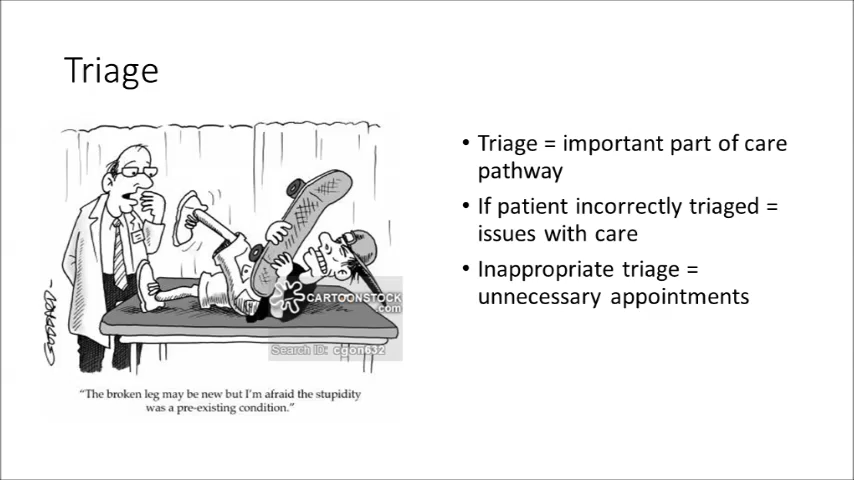 Triage
• Triage = important part of care
pathway
• If patient incorrectly triaged =
issues with care
• Inappropriate triage =
unnecessary appointments
CARTOONSTOCK
.com
Search ID: cgon632
“The broken leg may be new but I’m afraid the stupidity
was a pre-existing condition.”